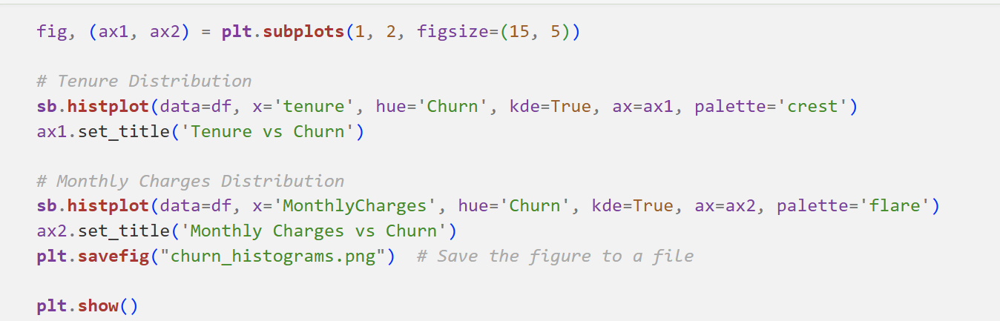 fig, (ax1, ax2) = plt.subplots(1, 2, figsize=(15, 5))
# Tenure Distribution
sb.histplot(data=df, x='tenure', hue='Churn', kde=True, ax=ax1, palette='crest')
ax1.set_title('Tenure vs Churn')
# Monthly Charges Distribution
sb.histplot(data=df, x='MonthlyCharges', hue='Churn', kde=True, ax=ax2, palette='flare')
ax2.set_title('Monthly Charges vs Churn')
plt.savefig("churn_histograms.png")  # Save the figure to a file
plt.show()